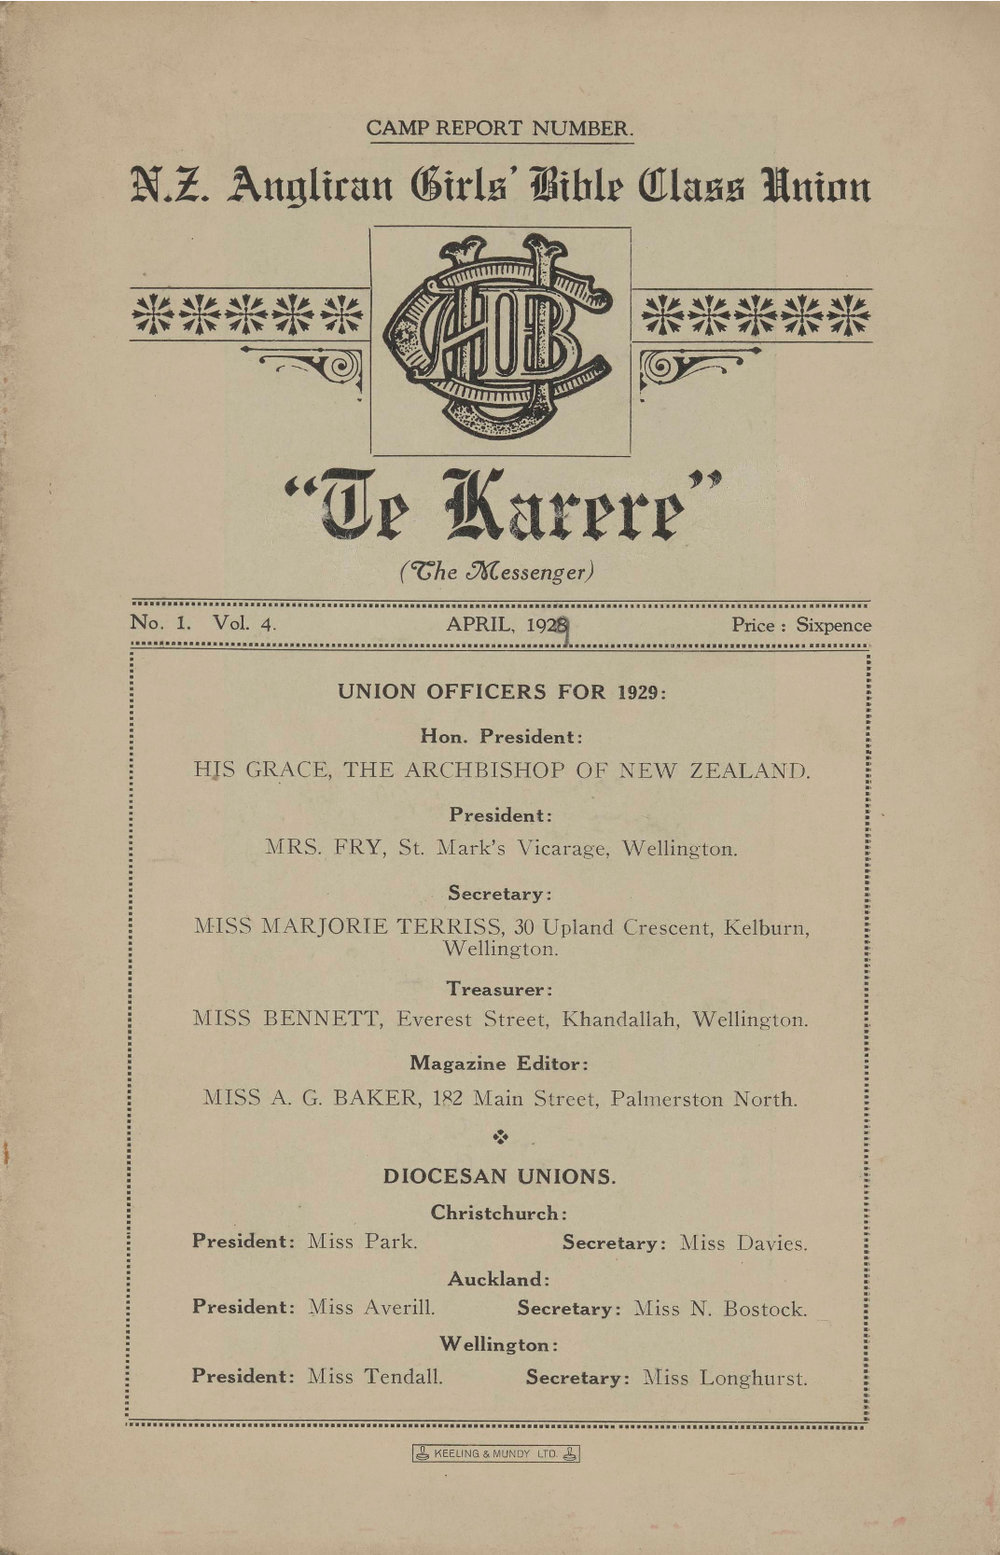 CAMP REPORT NUMBER.
N.Z. Anglican Girls' Bible Class Union
"Te Karere"
(The Messenger)
No. 1. Vol. 4. APRIL, 1929 Price : Sixpence
UNION OFFICERS FOR 1929:
Hon. President:
HIS GRACE, THE ARCHBISHOP OF NEW ZEALAND.
President:
MRS. FRY, St. Mark's Vicarage, Wellington.
Secretary:
MISS MARJORIE TERRISS, 30 Upland Crescent, Kelburn,
Wellington.
Treasurer:
MISS BENNETT, Everest Street, Khandallah, Wellington.
Magazine Editor:
MISS A. G. BAKER, 182 Main Street, Palmerston North.
DIOCESAN UNIONS.
Christchurch:
President: Miss Park. Secretary: Miss Davies.
Auckland:
President: Miss Averill. Secretary: Miss N. Bostock.
Wellington:
President: Miss Tendall. Secretary: Miss Longhurst.
KEELING & MUNDY LTD.